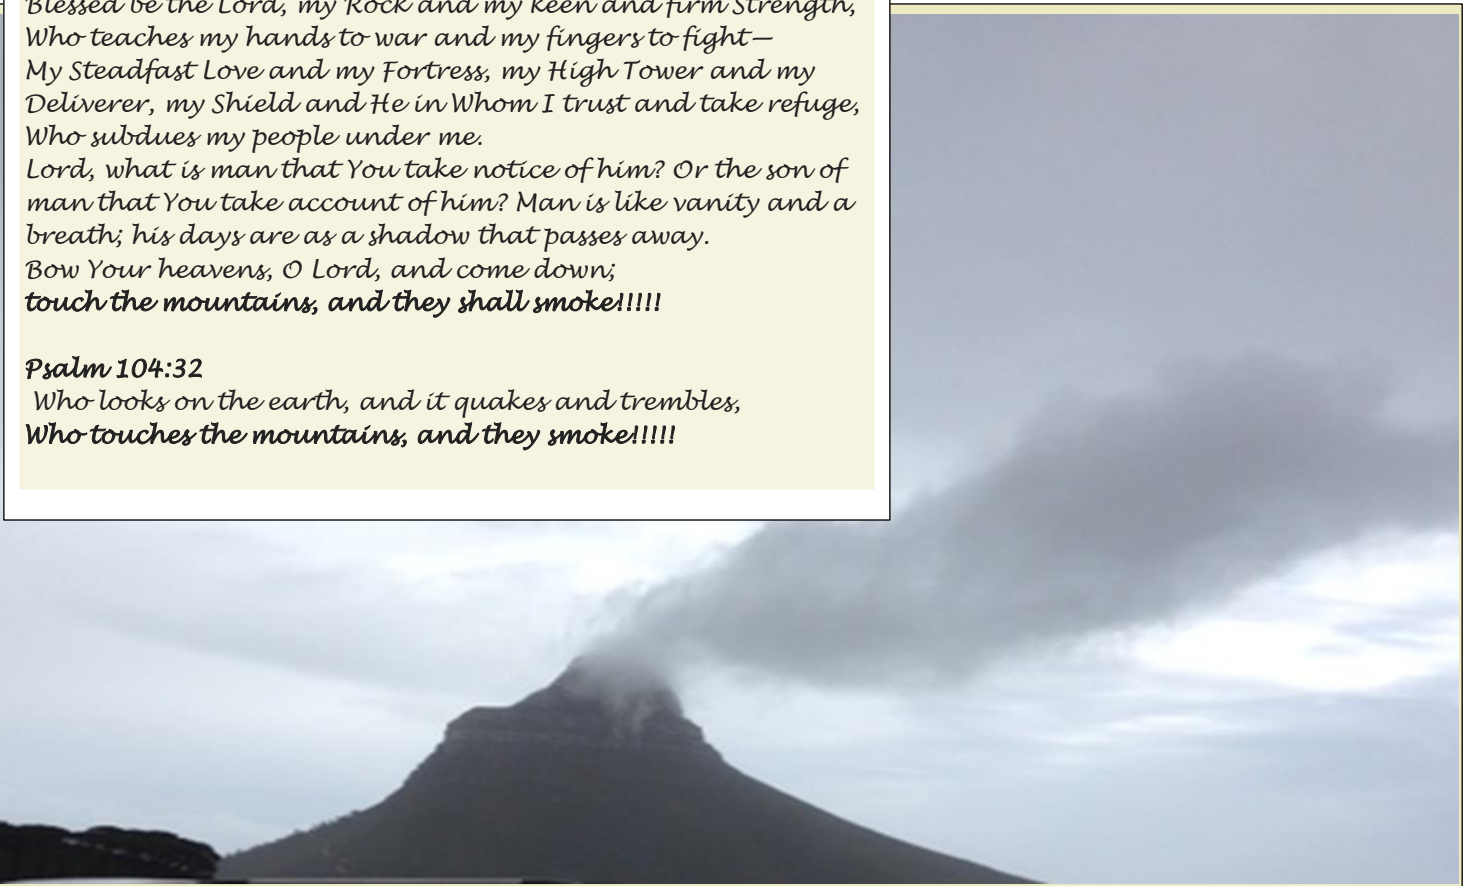 Blessed be the Lord, my Rock and my keen and firm Strength,
Who teaches my hands to war and my fingers to fight—
My Steadfast Love and my Fortress, my High Tower and my
Deliverer, my Shield and He in Whom I trust and take refuge,
Who subdues my people under me.
Lord, what is man that You take notice of him? Or the son of
man that You take account of him? Man is like vanity and a
breath; his days are as a shadow that passes away.
Bow Your heavens, O Lord, and come down;
touch the mountains, and they shall smoke!!!!!
Psalm 104:32
Who looks on the earth, and it quakes and trembles,
Who touches the mountains, and they smoke!!!!!